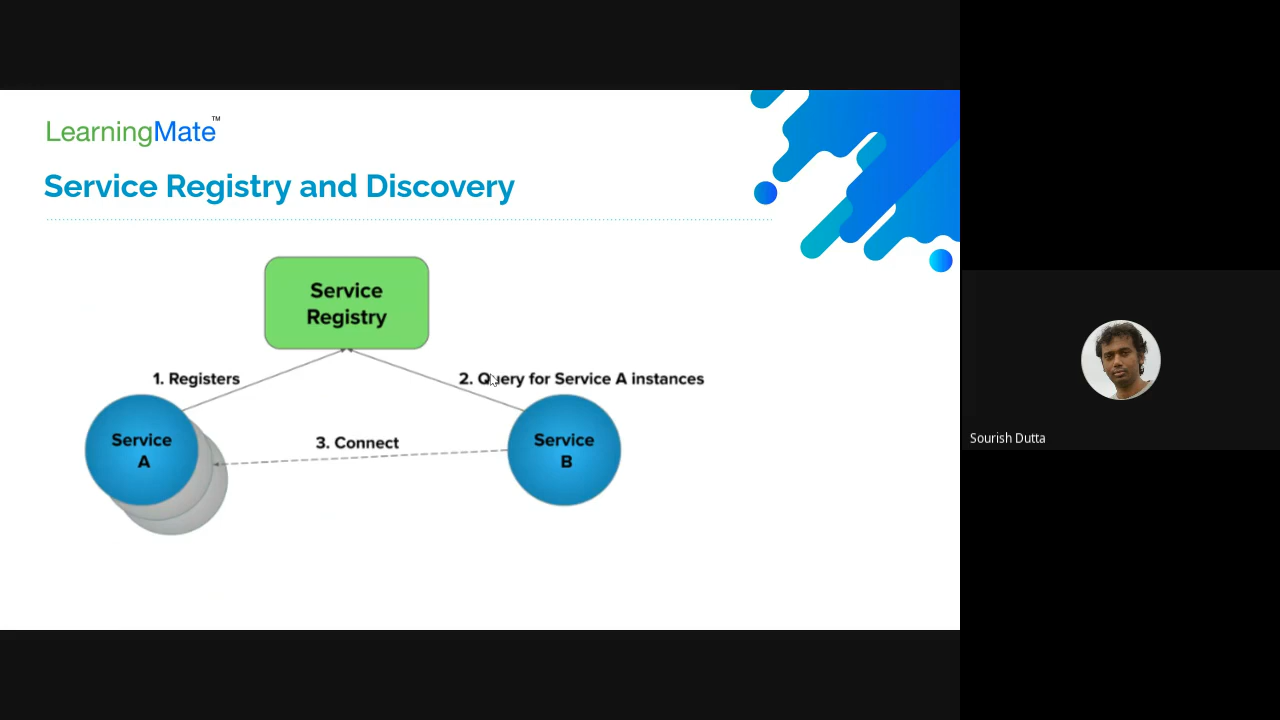 LearningMate™
Service Registry and Discovery
Service
Registry
1. Registers
2. Query for Service A instances
Service
A
3. Connect
Service
B
Sourish Dutta